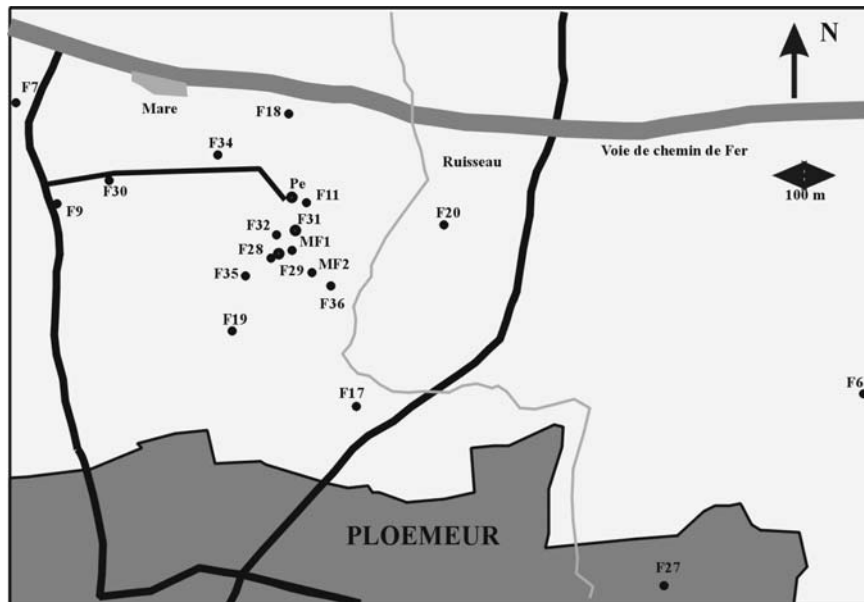 N
F7
Mare
F18
F34
Voie de chemin de Fer
Ruisseau
100 m
F30
Pe
F11
F9
F31
F20
F32
MF1
F28
F29
MF2
F35
F36
F19
F17
F6
PLOEMEUR
F27